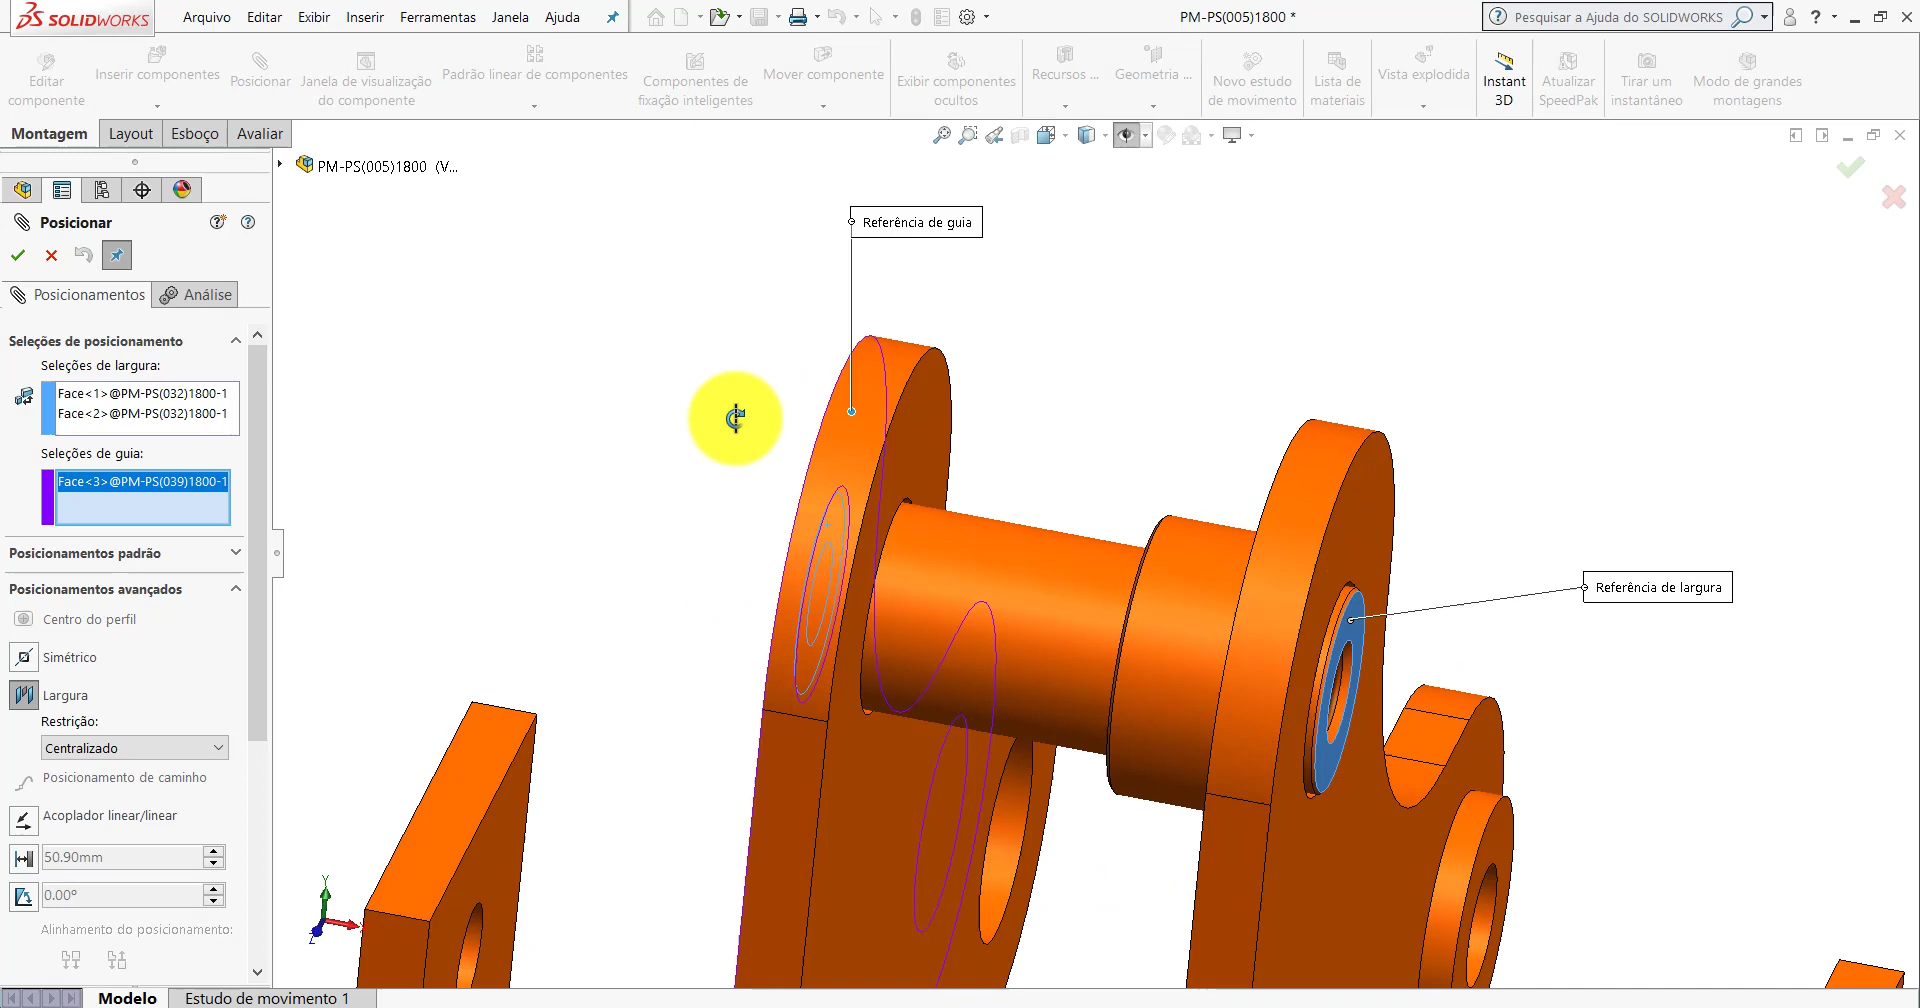 SOLIDWORKS
Arquivo Editar Exibir Inserir Ferramentas Janela Ajuda
PM-PS(005)1800 *
Pesquisar a Ajuda do SOLIDWORKS
Editar componente
Inserir componentes
Posicionar
Janela de visualização do componente
Padrão linear de componentes
Componentes de fixação inteligentes
Mover componente
Exibir componentes ocultos
Recursos ...
Geometria ...
Novo estudo de movimento
Lista de materiais
Vista explodida
Instant 3D
Atualizar SpeedPak
Tirar um instantâneo
Modo de grandes montagens
Montagem Layout Esboço Avaliar
PM-PS(005)1800 (V...
Posicionar
Posicionamentos Análise
Seleções de posicionamento
Seleções de largura:
Face<1>@PM-PS(032)1800-1
Face<2>@PM-PS(032)1800-1
Seleções de guia:
Face<3>@PM-PS(039)1800-1
Posicionamentos padrão
Posicionamentos avançados
Centro do perfil
Simétrico
Largura
Restrição:
Centralizado
Posicionamento de caminho
Acoplador linear/linear
50.90mm
0.00°
Alinhamento do posicionamento:
Referência de guia
Referência de largura
Y
Z
Modelo Estudo de movimento 1